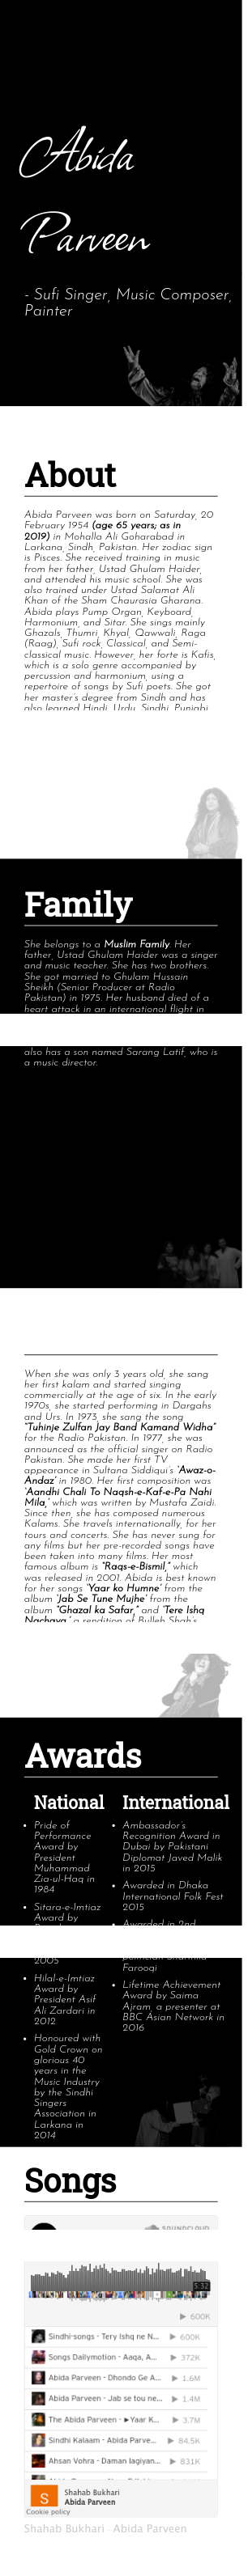 Abida
Parveen
- Sufi Singer, Music Composer,
Painter
About
Abida Parveen was born on Saturday, 20
February 1954 (age 65 years; as in
2019) in Mohalla Ali Goharabad in
Larkana, Sindh, Pakistan. Her zodiac sign
is Pisces. She received training in music
from her father, Ustad Ghulam Haider,
and attended his music school. She was
also trained under Ustad Salamat Ali
Khan of the Sham Chaurasia Gharana.
Abida plays Pump Organ, Keyboard,
Harmonium, and Sitar. She sings mainly
Ghazals, Thumri, Khyal, Qawwali, Raga
(Raag), Sufi rock, Classical, and Semi-
classical music. However, her forte is Kafis,
which is a solo genre accompanied by
percussion and harmonium, using a
repertoire of songs by Sufi poets. She got
her master's degree from Sindh and has
also learned Hindi, Urdu, Sindhi, Punjabi
Family
She belongs to a Muslim Family. Her
father, Ustad Ghulam Haider was a singer
and music teacher. She has two brothers.
She got married to Ghulam Hussain
Sheikh (Senior Producer at Radio
Pakistan) in 1975. Her husband died of a
heart attack in an international flight in
also has a son named Sarang Latif, who is
a music director.
When she was only 3 years old, she sang
her first kalam and started singing
commercially at the age of six. In the early
1970s, she started performing in Dargahs
and Urs. In 1973, she sang the song
"Tuhinje Zulfan Jay Band Kamand Widha"
for the Radio Pakistan. In 1977, she was
announced as the official singer on Radio
Pakistan. She made her first TV
appearance in Sultana Siddiqui's 'Awaz-o-
Andaz' in 1980. Her first composition was
'Aandhi Chali To Naqsh-e-Kaf-e-Pa Nahi
Mila,' which was written by Mustafa Zaidi.
Since then, she has composed numerous
Kalams. She travels internationally, for her
tours and concerts. She has never sung for
any films but her pre-recorded songs have
been taken into many films. Her most
famous album is "Raqs-e-Bismil," which
was released in 2001. Abida is best known
for her songs 'Yaar ko Humne' from the
album 'Jab Se Tune Mujhe' from the
album "Ghazal ka Safar," and 'Tere Ishq
Nachaya,' a rendition of Bulleh Shah's
Awards
National
Pride of
Performance
Award by
President
Muhammad
Zia-ul-Haq in
1984
Sitara-e-Imtiaz
Award by
2005
Hilal-e-Imtiaz
Award by
President Asif
Ali Zardari in
2012
Honoured with
Gold Crown on
glorious 40
years in the
Music Industry
by the Sindhi
Singers
Association in
Larkana in
2014
International
Ambassador's
Recognition Award in
Dubai by Pakistani
Diplomat Javed Malik
in 2015
Awarded in Dhaka
International Folk Fest
2015
Awarded in 2nd
Farooqi
Lifetime Achievement
Award by Saima
Ajram, a presenter at
BBC Asian Network in
2016
Songs
SOUNDCLOUD
5:32
600K
Sindhi-songs - Tery Ishq ne N... 600K
Songs Dailymotion - Aaqa, A... 372K
Abida Parveen - Dhondo Ge A... 1.6M
Abida Parveen - Jab se tou ne... 1.4M
The Abida Parveen - ►Yaar K... 3.7M
Sindhi Kalaam - Abida Parve... 84.5K
Ahsan Vohra - Daman lagiyan... 831K
Shahab Bukhari
Abida Parveen
Cookie policy
Shahab Bukhari · Abida Parveen